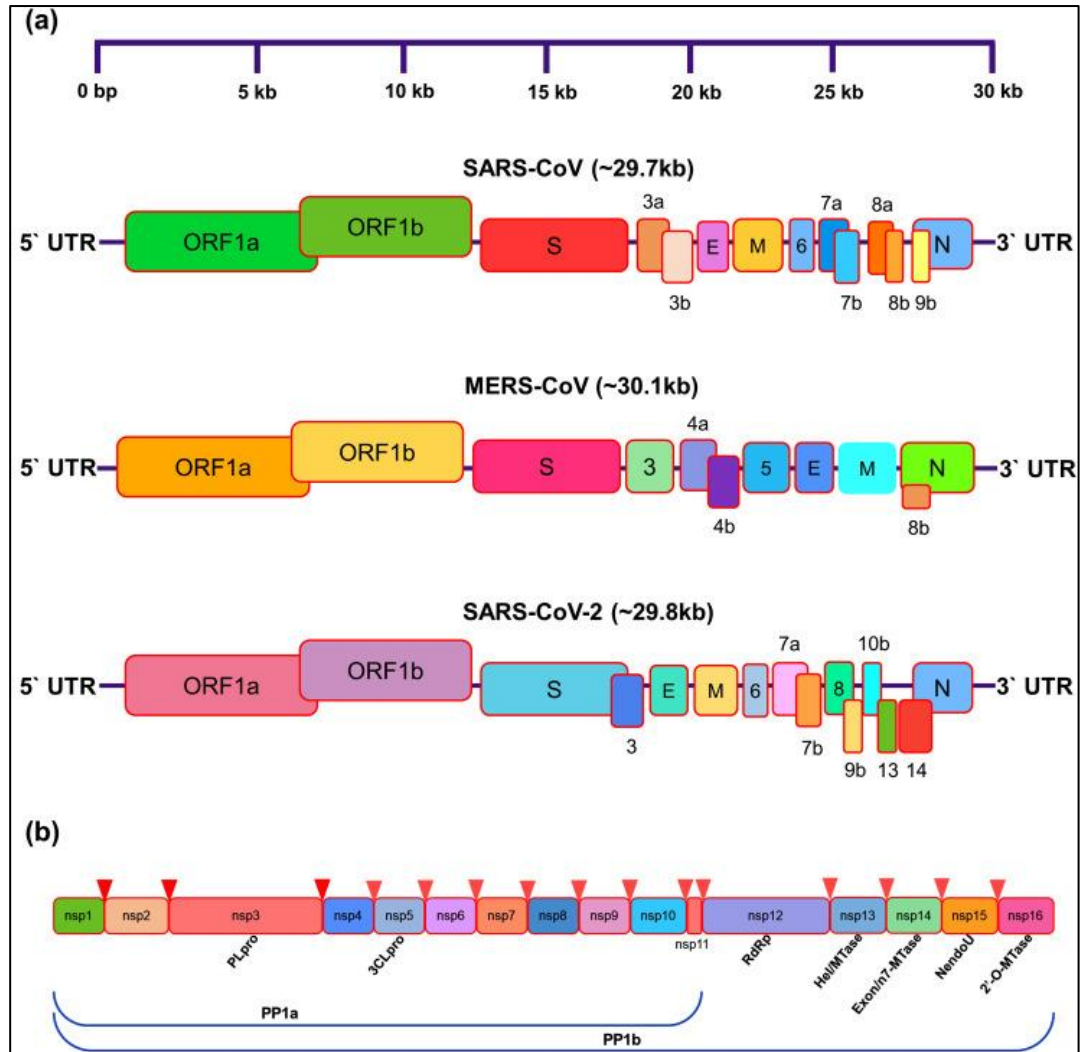 (a)
0 bp 5 kb 10 kb 15 kb 20 kb 25 kb 30 kb
SARS-CoV (~29.7kb)
3a 7a 8a
5` UTR ORF1a ORF1b S E M 6 N 3` UTR
3b 7b 8b 9b
MERS-CoV (~30.1kb)
4a
5` UTR ORF1a ORF1b S 3 5 E M N 3` UTR
4b 8b
SARS-CoV-2 (~29.8kb)
7a 10b
5` UTR ORF1a ORF1b S E M 6 8 N 3` UTR
3 7b
9b 13 14
(b)
nsp1 nsp2 nsp3 nsp4 nsp5 nsp6 nsp7 nsp8 nsp9 nsp10 nsp12 nsp13 nsp14 nsp15 nsp16
nsp11
PLpro 3CLpro RdRp Hel/MTase Exon/n7-MTase NendoU 2'-O-MTase
PP1a
PP1b